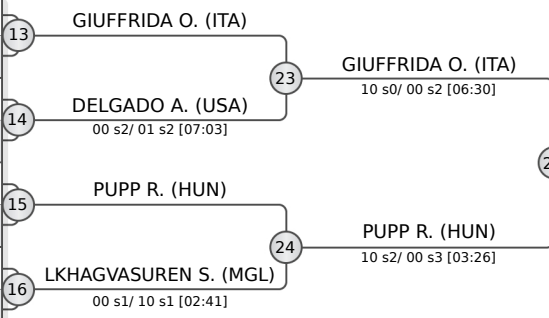 GIUFFRIDA O. (ITA)
13
23
GIUFFRIDA O. (ITA)
10 s0/ 00 s2 [06:30]
DELGADO A. (USA)
14
00 s2/ 01 s2 [07:03]
PUPP R. (HUN)
15
24
PUPP R. (HUN)
10 s2/ 00 s3 [03:26]
LKHAGVASUREN S. (MGL)
16
00 s1/ 10 s1 [02:41]